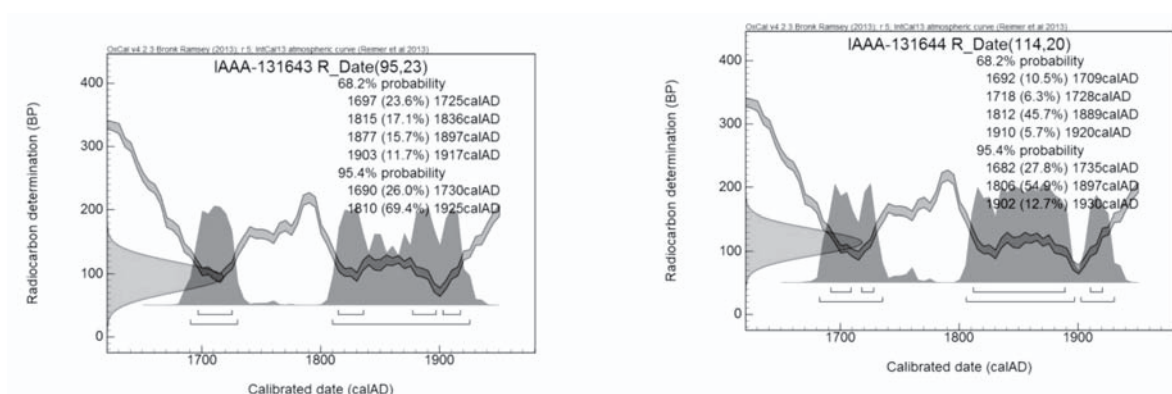 OxCal v4.2.3 Bronk Ramsey (2013); r:5; IntCal13 atmospheric curve (Reimer et al 2013)
IAAA-131643 R_Date(95,23)
68.2% probability
1697 (23.6%) 1725calAD
1815 (17.1%) 1836calAD
1877 (15.7%) 1897calAD
1903 (11.7%) 1917calAD
95.4% probability
1690 (26.0%) 1730calAD
1810 (69.4%) 1925calAD
Radiocarbon determination (BP)
400
300
200
100
0
1700
1800
1900
Calibrated date (calAD)
OxCal v4.2.3 Bronk Ramsey (2013); r:5; IntCal13 atmospheric curve (Reimer et al 2013)
IAAA-131644 R_Date(114,20)
68.2% probability
1692 (10.5%) 1709calAD
1718 (6.3%) 1728calAD
1812 (45.7%) 1889calAD
1910 (5.7%) 1920calAD
95.4% probability
1682 (27.8%) 1735calAD
1806 (54.9%) 1897calAD
1902 (12.7%) 1930calAD
Radiocarbon determination (BP)
400
300
200
100
0
1700
1800
1900
Calibrated date (calAD)